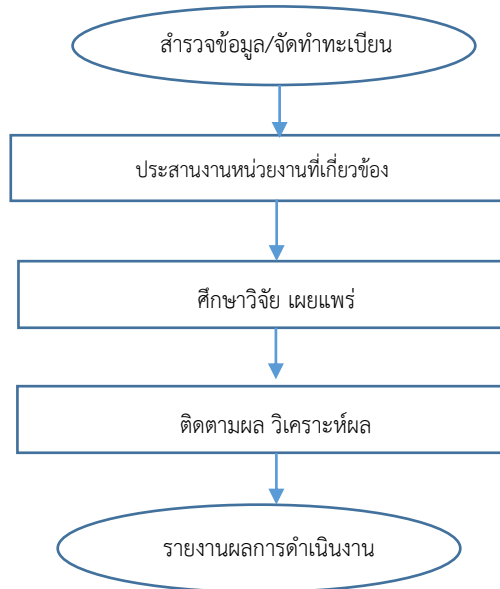 สำรวจข้อมูล/จัดทำทะเบียน
ประสานงานหน่วยงานที่เกี่ยวข้อง
ศึกษาวิจัย เผยแพร่
ติดตามผล วิเคราะห์ผล
รายงานผลการดำเนินงาน